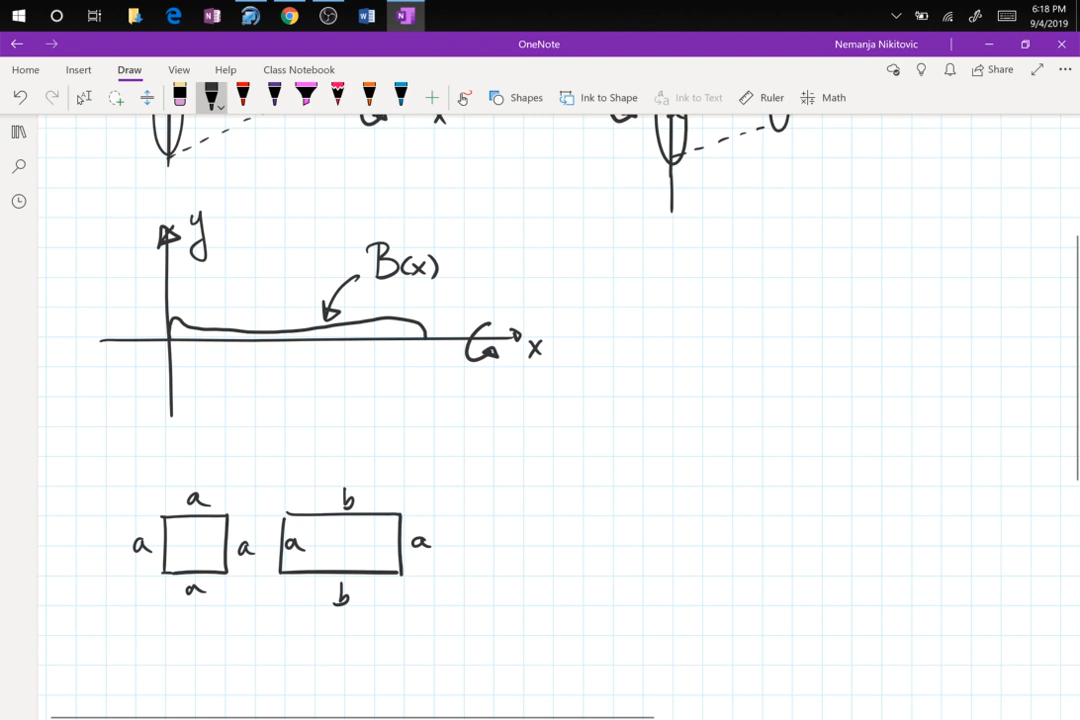 6:18 PM
9/4/2019
OneNote
Nemanja Nikitovic
Home Insert Draw View Help Class Notebook
Share
Shapes Ink to Shape Ink to Text Ruler Math
x
y
B(x)
x
a b
a a a a
a b